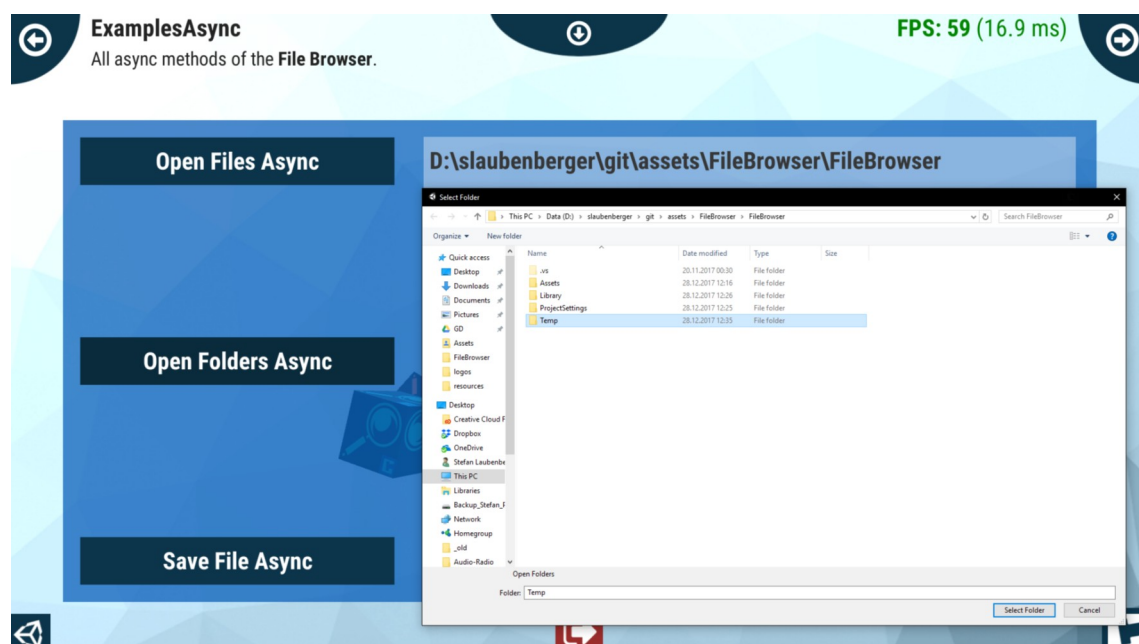 ExamplesAsync
FPS: 59 (16.9 ms)
All async methods of the File Browser.
Open Files Async
D:\slaubenberger\git\assets\FileBrowser\FileBrowser
Select Folder
This PC > Data (D:) > slaubenberger > git > assets > FileBrowser > FileBrowser
Search FileBrowser
Organize
New folder
Name Date modified Type Size
.vs 20.11.2017 00:30 File folder
Assets 28.12.2017 12:16 File folder
Library 28.12.2017 12:26 File folder
ProjectSettings 28.12.2017 12:25 File folder
Temp 28.12.2017 12:35 File folder
Quick access
Desktop
Downloads
Documents
Pictures
GD
Assets
FileBrowser
logos
resources
Desktop
Creative Cloud F
Dropbox
OneDrive
Stefan Laubenbe
This PC
Libraries
Backup_Stefan_F
Network
Homegroup
_old
Audio-Radio
Open Folders Async
Save File Async
Open Folders
Folder: Temp
Select Folder
Cancel